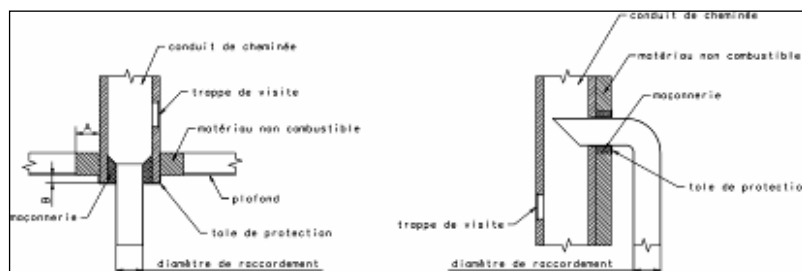 conduit de cheminée
trappe de visite
matériau non combustible
A
B
plafond
maçonnerie
tole de protection
diamètre de raccordement
conduit de cheminée
matériau non combustible
maçonnerie
tole de protection
trappe de visite
diamètre de raccordement